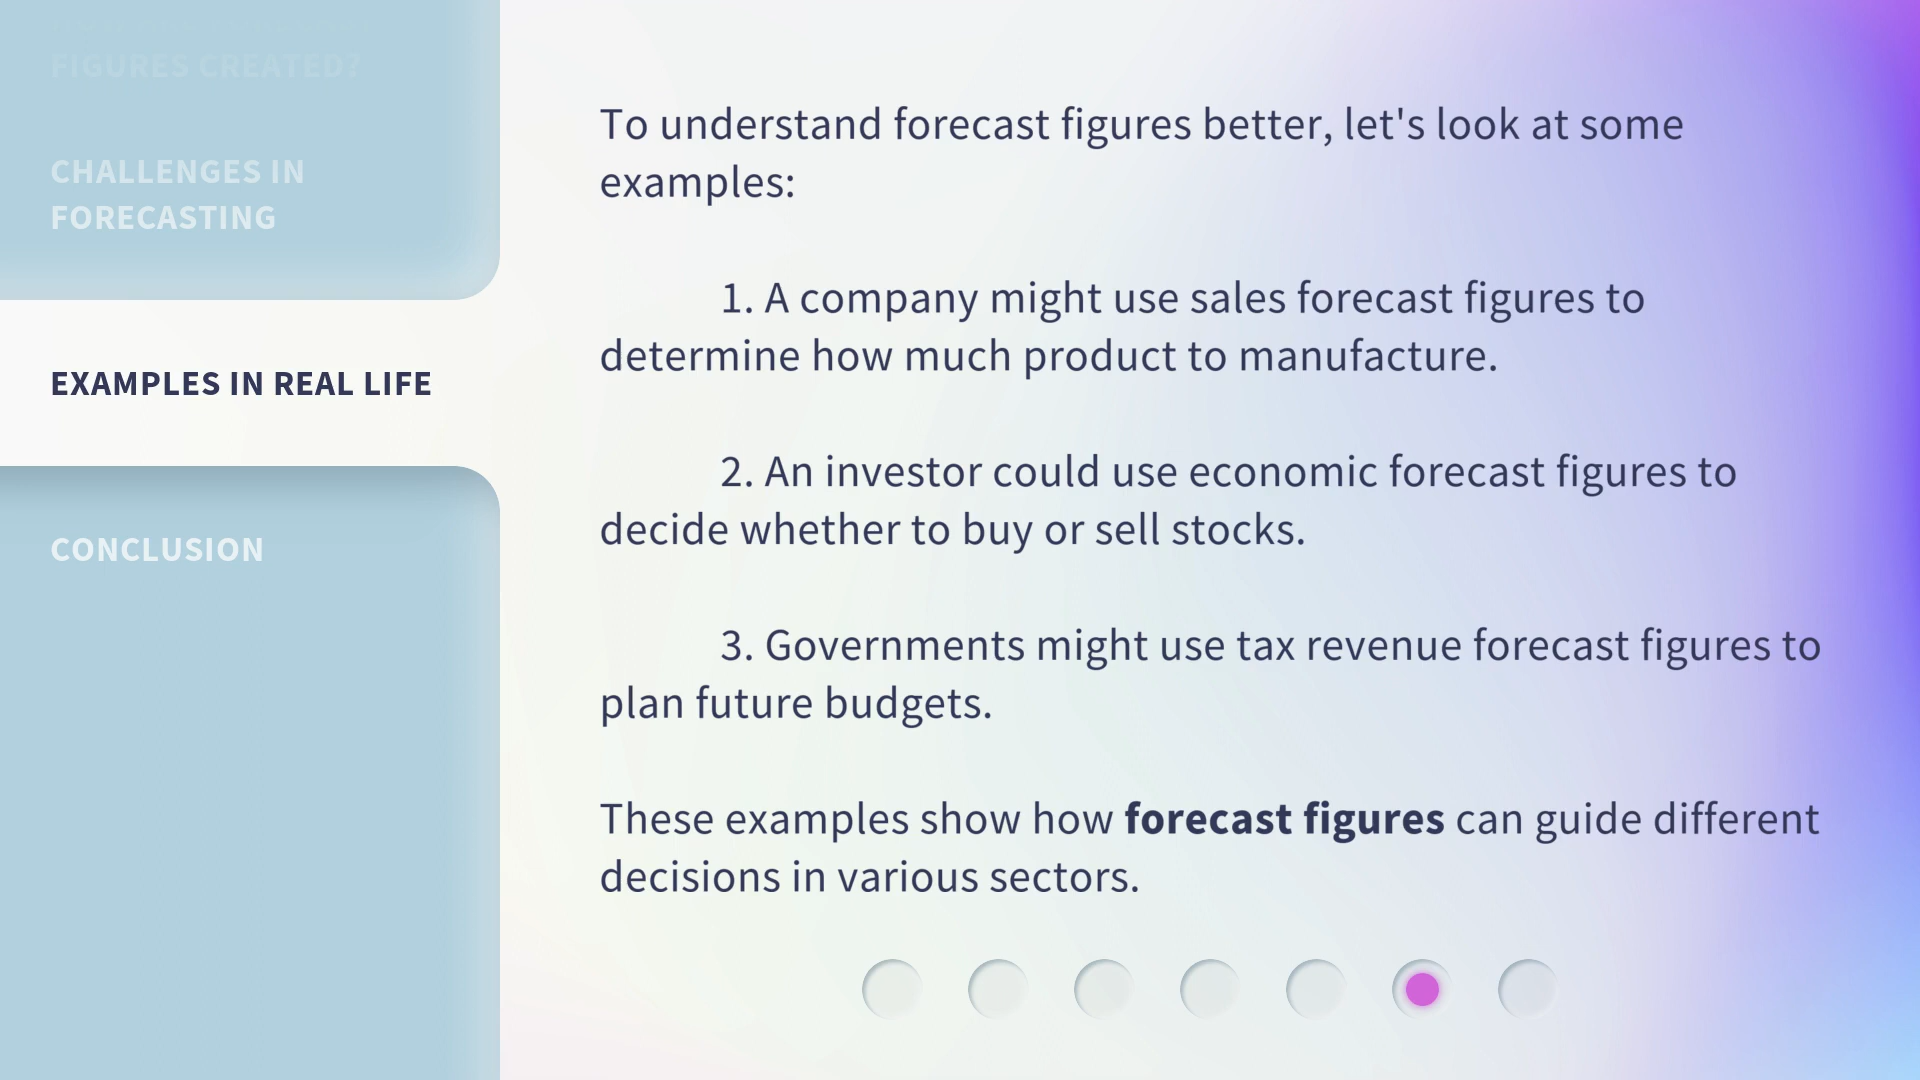 FIGURES CREATED?
CHALLENGES IN
FORECASTING
EXAMPLES IN REAL LIFE
CONCLUSION
To understand forecast figures better, let's look at some
examples:
1. A company might use sales forecast figures to
determine how much product to manufacture.
2. An investor could use economic forecast figures to
decide whether to buy or sell stocks.
3. Governments might use tax revenue forecast figures to
plan future budgets.
These examples show how forecast figures can guide different
decisions in various sectors.